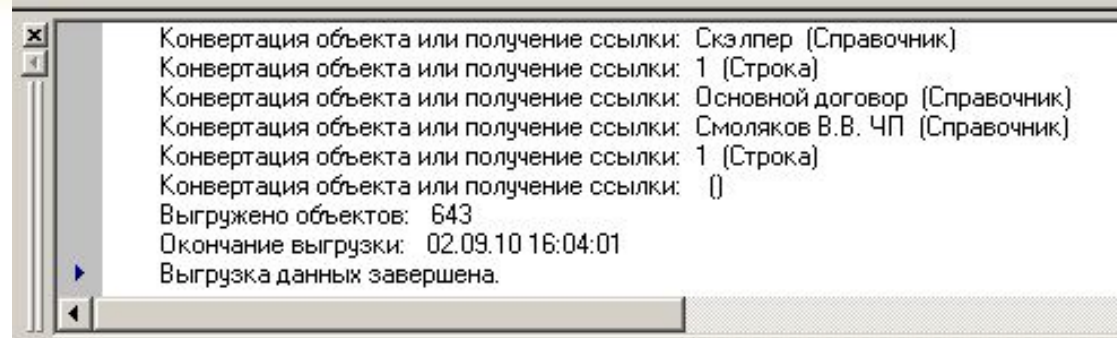 Конвертация объекта или получение ссылки: Скэлпер (Справочник)
Конвертация объекта или получение ссылки: 1 (Строка)
Конвертация объекта или получение ссылки: Основной договор (Справочник)
Конвертация объекта или получение ссылки: Смоляков В.В. ЧП (Справочник)
Конвертация объекта или получение ссылки: 1 (Строка)
Конвертация объекта или получение ссылки: ()
Выгружено объектов: 643
Окончание выгрузки: 02.09.10 16:04:01
Выгрузка данных завершена.